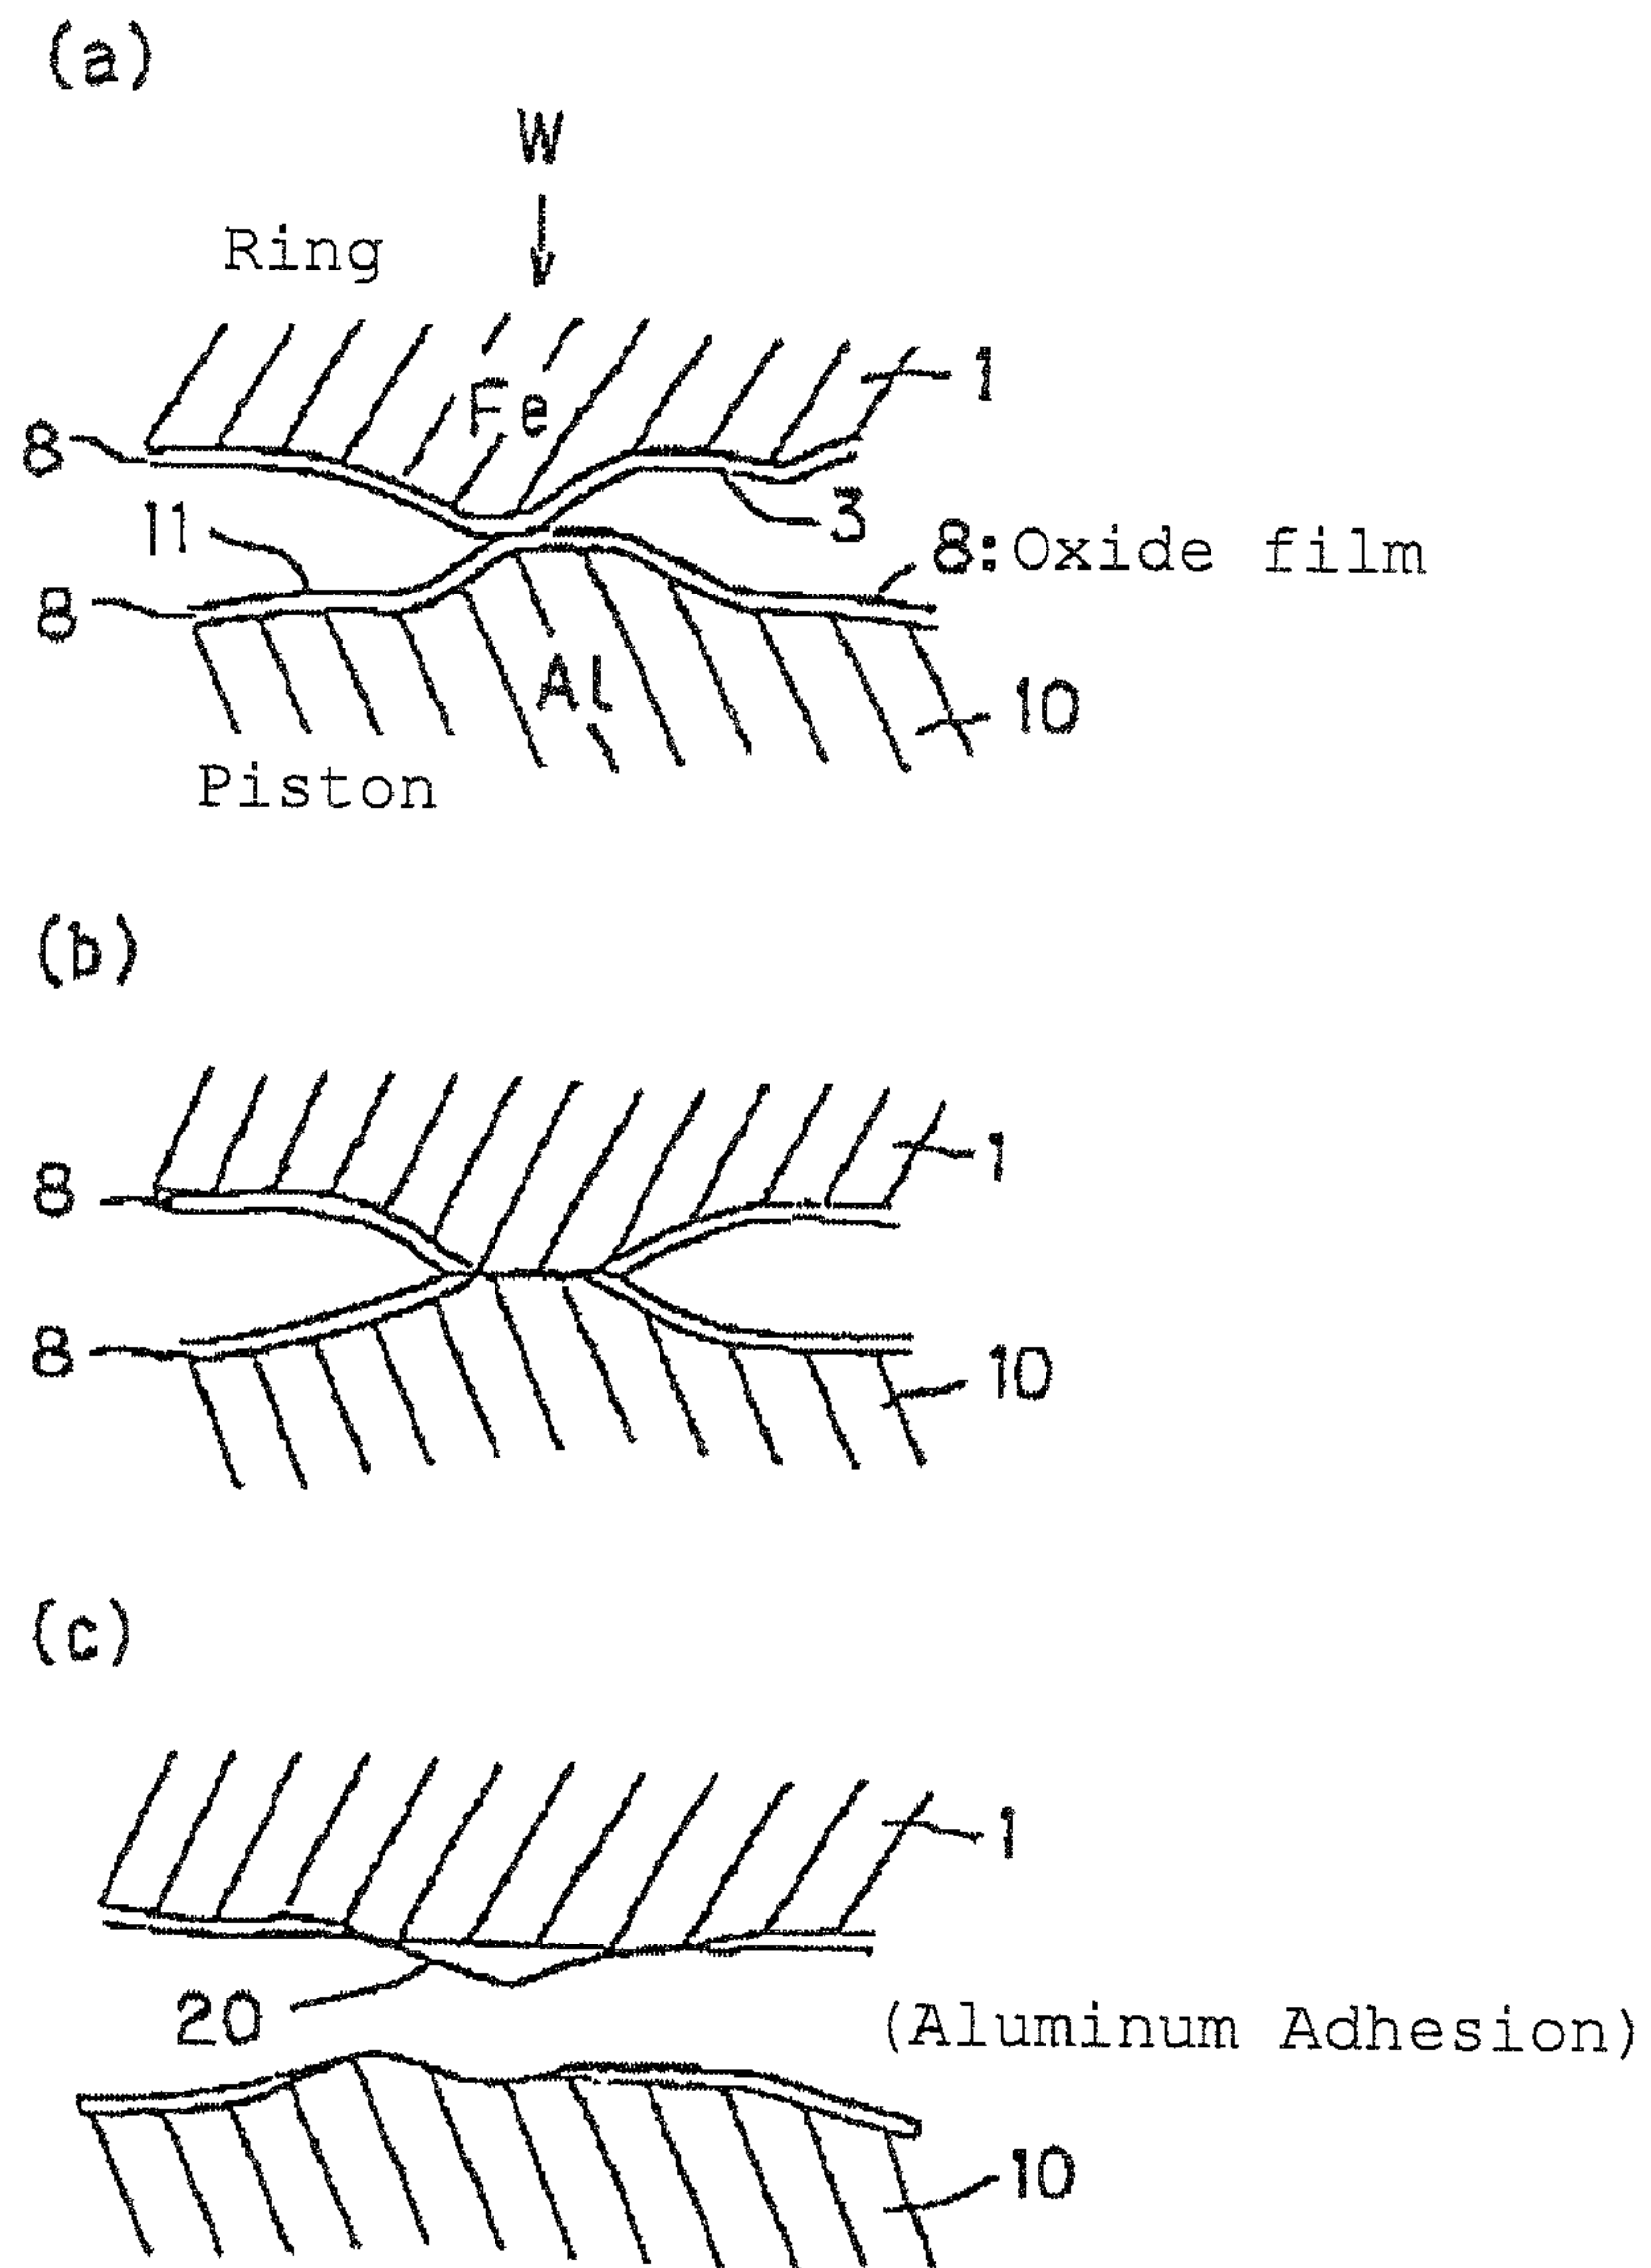 (a)
W
Ring
Fe
1
8
11
3
8:Oxide film
8
Al
10
Piston
(b)
1
8
8
10
(c)
1
20
(Aluminum Adhesion)
10